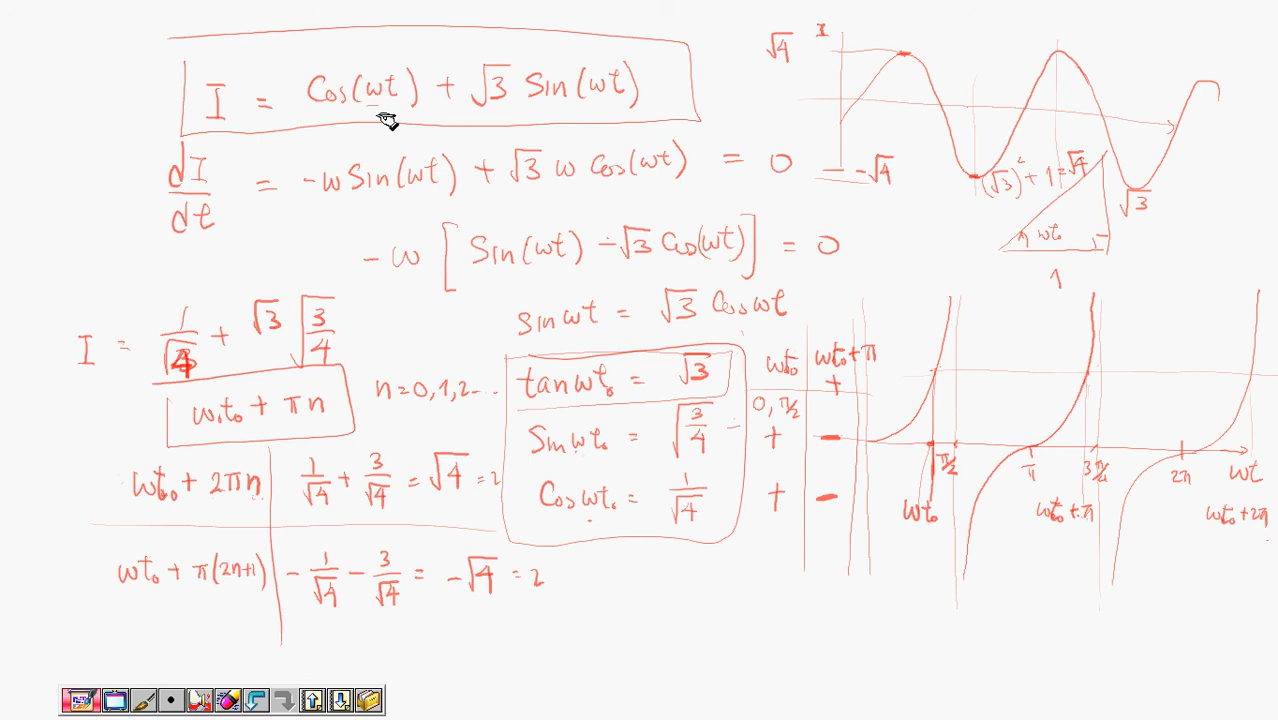 I = Cos(wt) + √3 Sin(wt)
dI/dt = -w Sin(wt) + √3 w Cos(wt) = 0
-w [ Sin(wt) - √3 Cos(wt) ] = 0
sin wt = √3 Cos wt
I = 1/√4 + √3 √(3/4)
wt₀ + πn
n = 0, 1, 2 ...
tan wt₀ = √3
Sin wt₀ = √(3/4)
Cos wt₀ = 1/√4
wt₀ wt₀+π
+
0, π/2
+ -
+ -
wt₀ + 2πn 1/√4 + 3/√4 = √4 = 2
wt₀ + π(2n+1) - 1/√4 - 3/√4 = -√4 = 2
√4 I
-√4
(√3)² + 1 = √4
√3
wt₀
1
π/2 π 3π/2 2π wt
wt₀ wt₀+π wt₀+2π